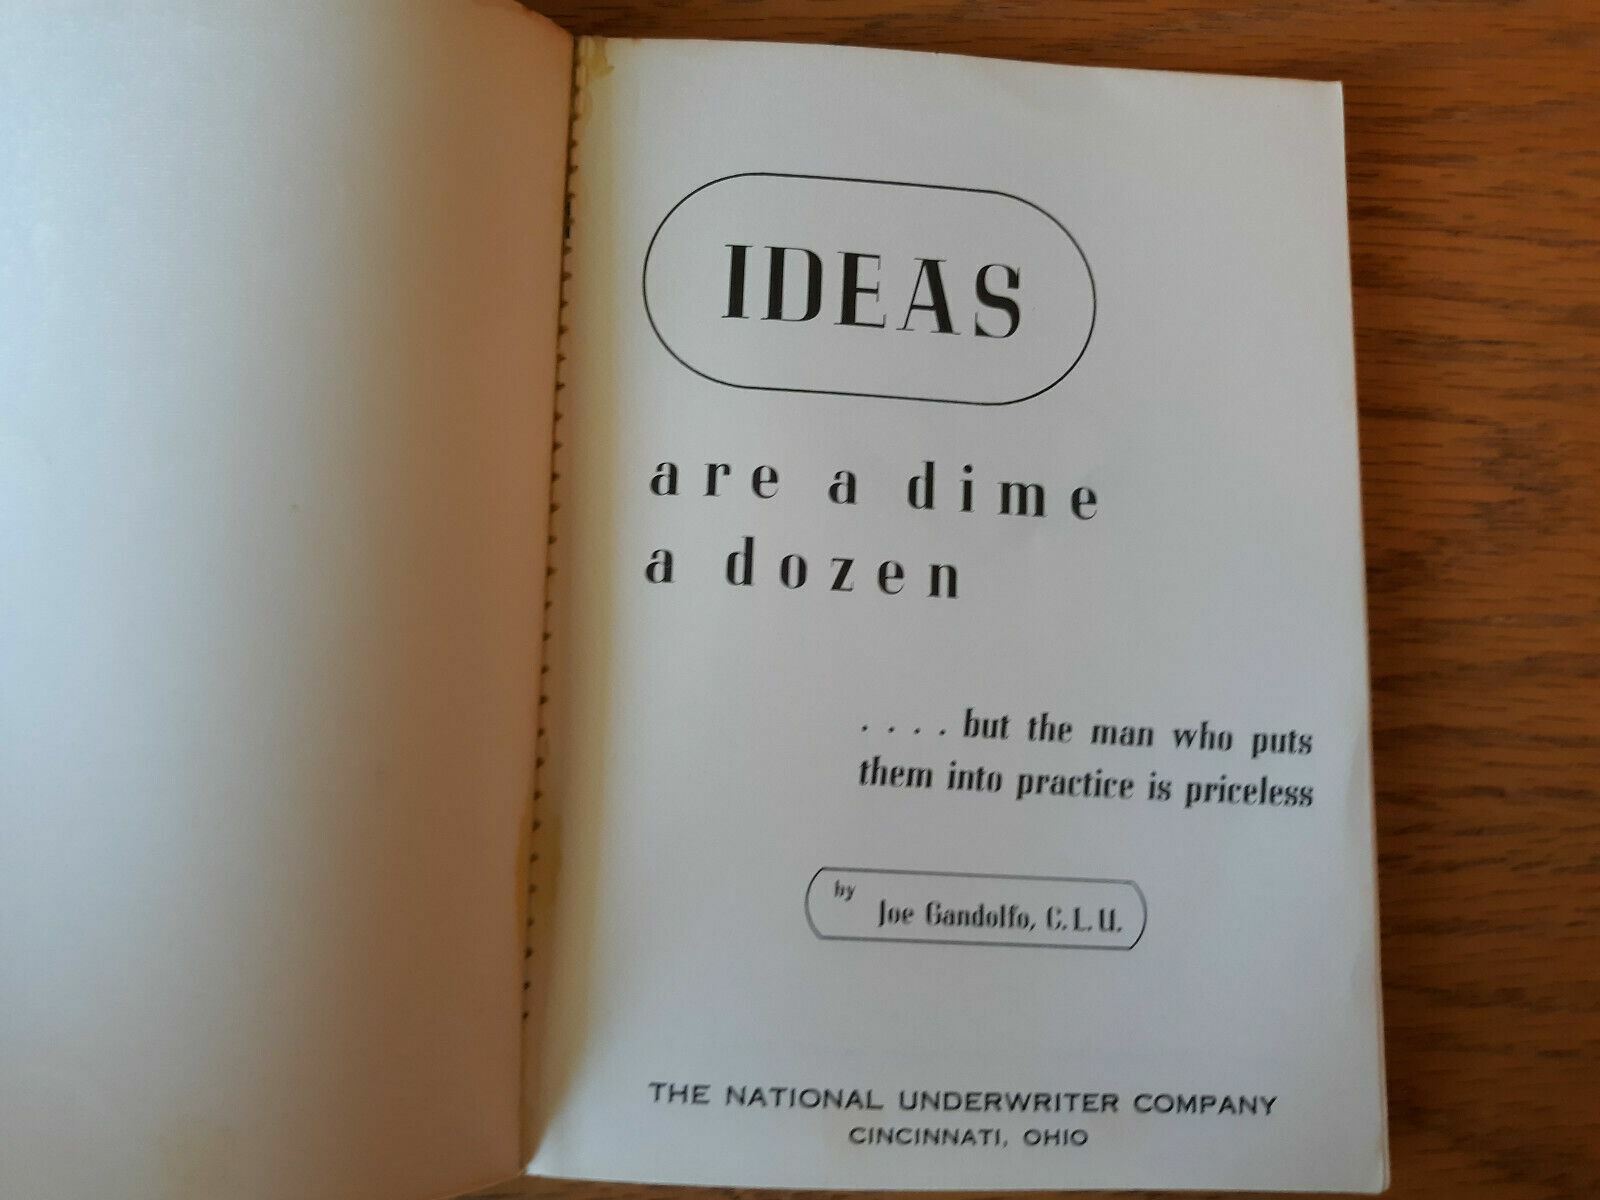 IDEAS
are a dime
a dozen
. . . . but the man who puts
them into practice is priceless
by
Joe Gandolfo, C.L.U.
THE NATIONAL UNDERWRITER COMPANY
CINCINNATI, OHIO